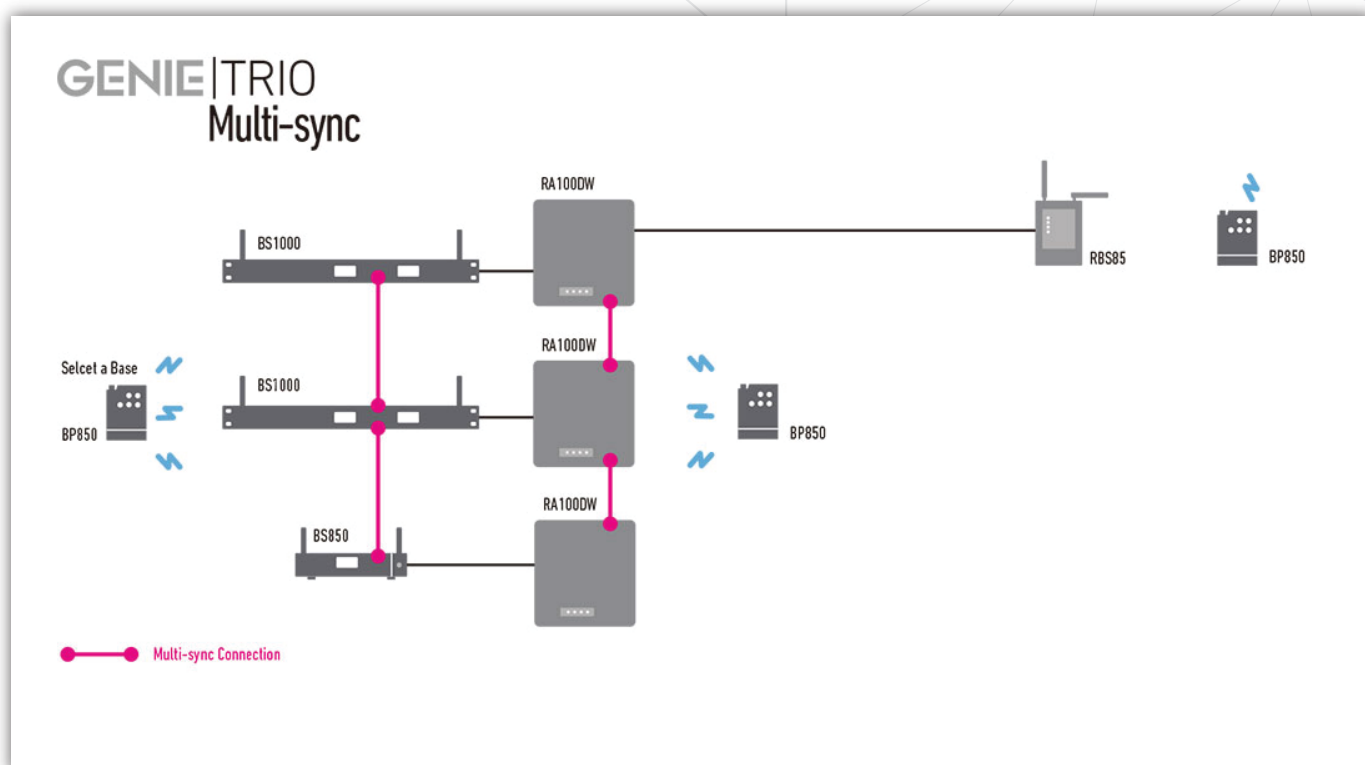 GENIE|TRIO
Multi-sync
RA100DW
BS1000
RBS85
BP850
RA100DW
Selcet a Base
BS1000
BP850
BP850
RA100DW
BS850
Multi-sync Connection